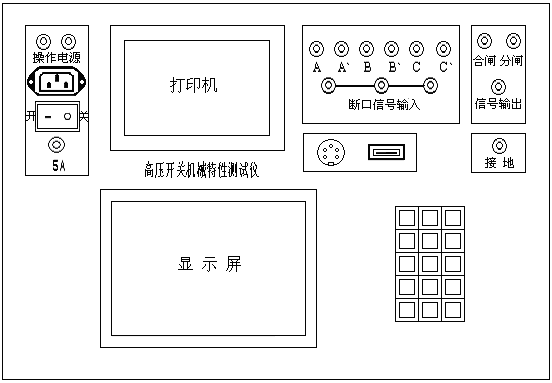 操作电源
开 关
5A
打印机
高压开关机械特性测试仪
显 示 屏
A A` B B` C C`
断口信号输入
合闸 分闸
信号输出
接 地